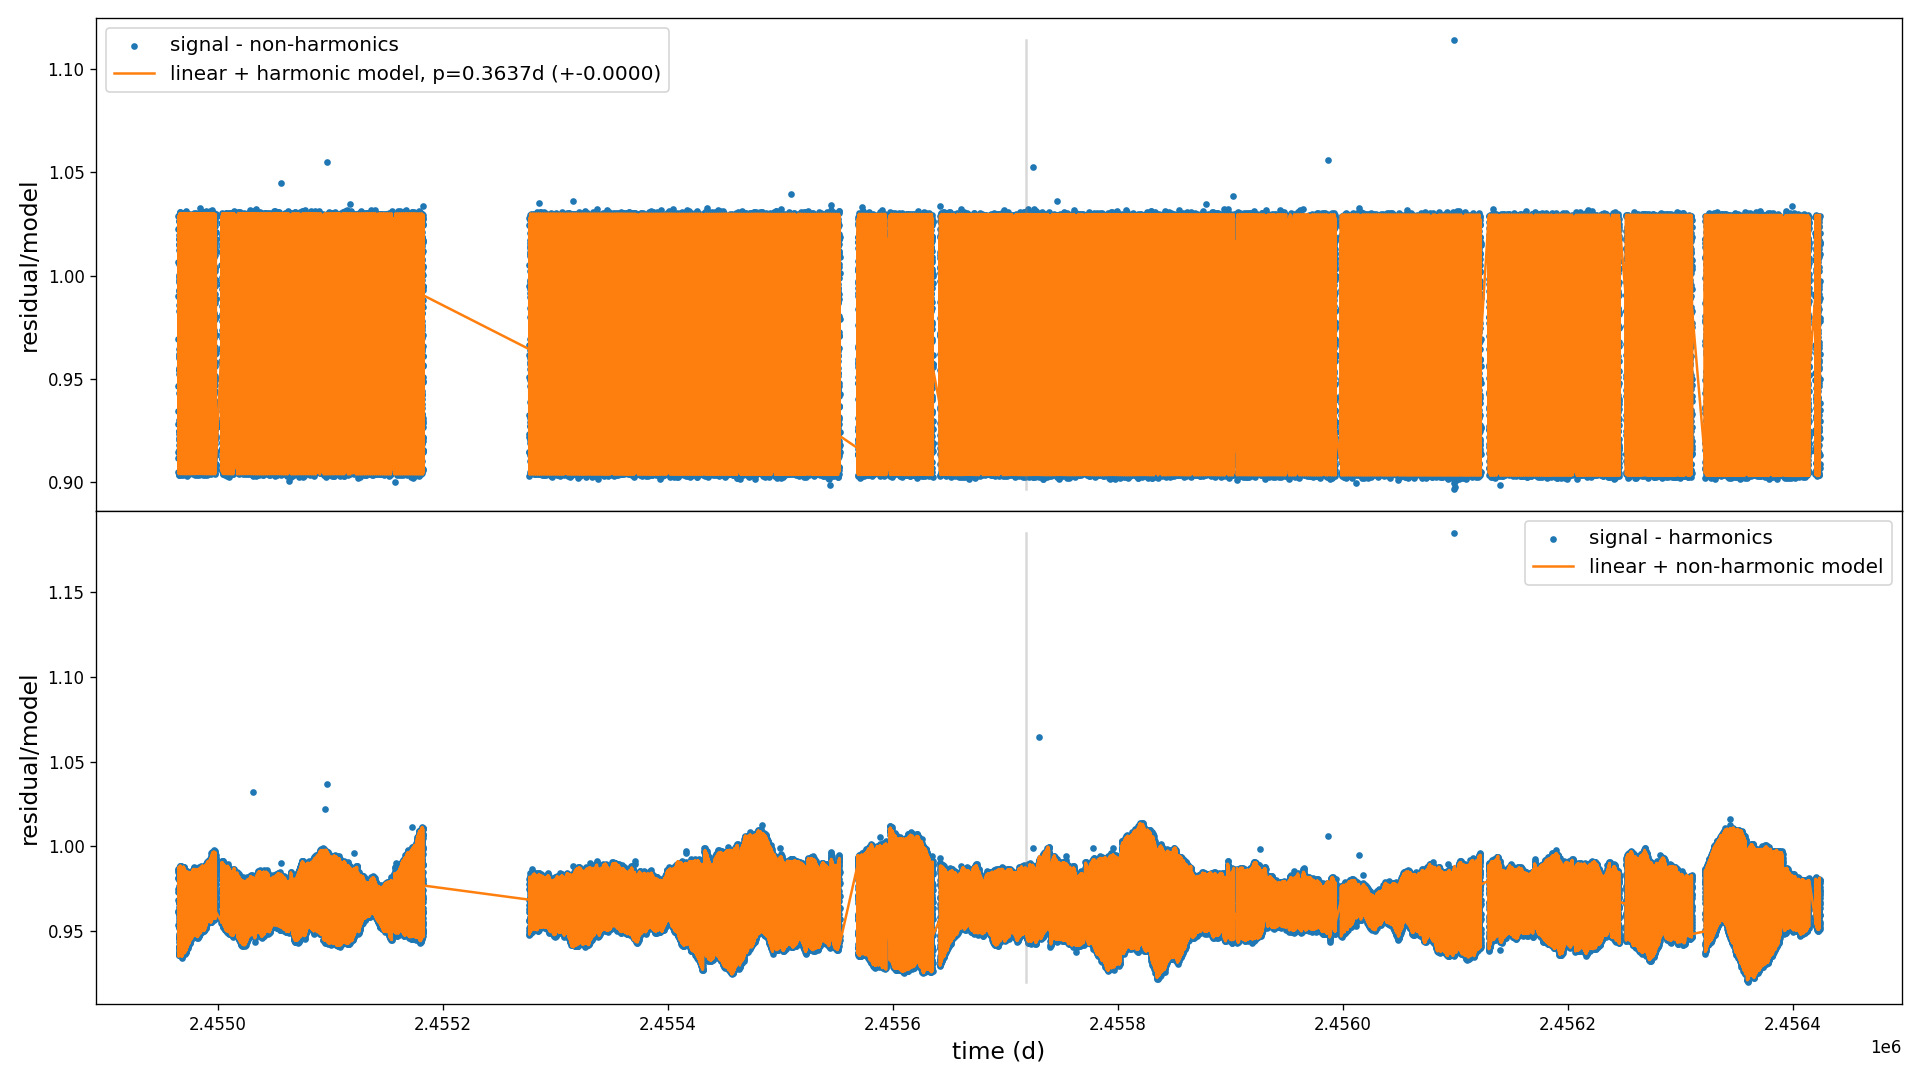 signal - non-harmonics
linear + harmonic model, p=0.3637d (+-0.0000)
1.10
1.05
1.00
0.95
0.90
residual/model
signal - harmonics
linear + non-harmonic model
1.15
1.10
1.05
1.00
0.95
residual/model
2.4550
2.4552
2.4554
2.4556
2.4558
2.4560
2.4562
2.4564
1e6
time (d)